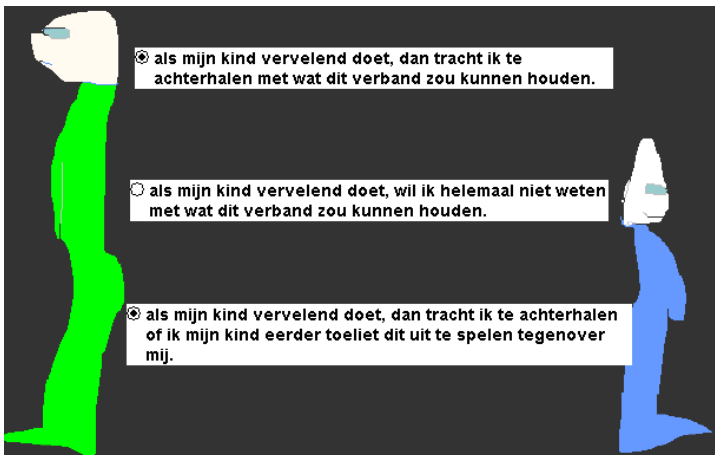 als mijn kind vervelend doet, dan tracht ik te
achterhalen met wat dit verband zou kunnen houden.
als mijn kind vervelend doet, wil ik helemaal niet weten
met wat dit verband zou kunnen houden.
als mijn kind vervelend doet, dan tracht ik te achterhalen
of ik mijn kind eerder toeliet dit uit te spelen tegenover
mij.